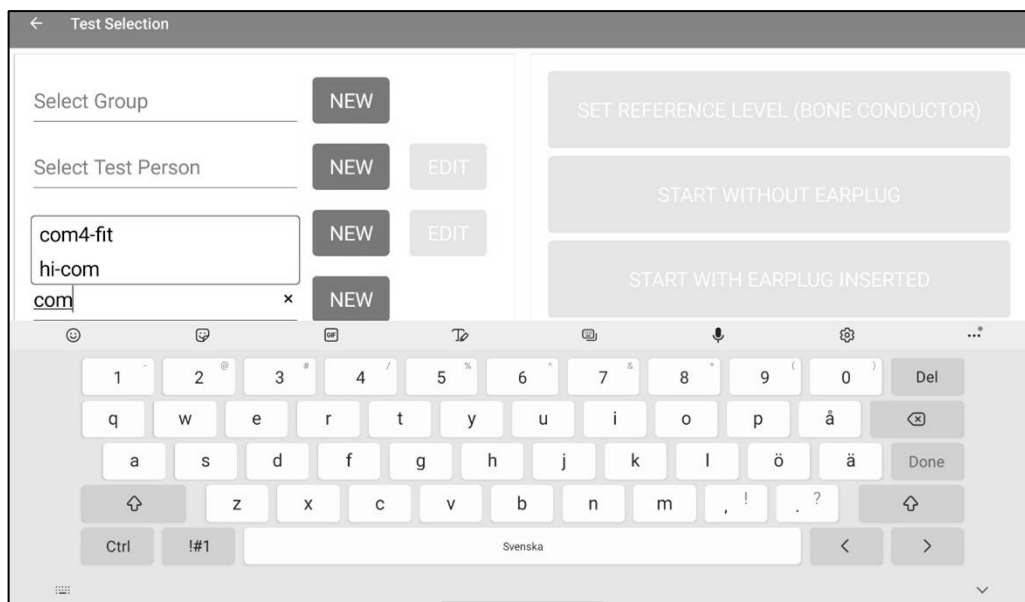 Test Selection
Select Group
NEW
SET REFERENCE LEVEL (BONE CONDUCTOR)
Select Test Person
NEW
EDIT
START WITHOUT EARPLUG
com4-fit
hi-com
NEW
EDIT
START WITH EARPLUG INSERTED
com
NEW
GIF
1 2 @ 3 # 4 / 5 % 6 ^ 7 & 8 * 9 ( 0 ) Del
q w e r t y u i o p å
a s d f g h j k l ö ä Done
z x c v b n m , ! . ?
Ctrl !#1 Svenska < >